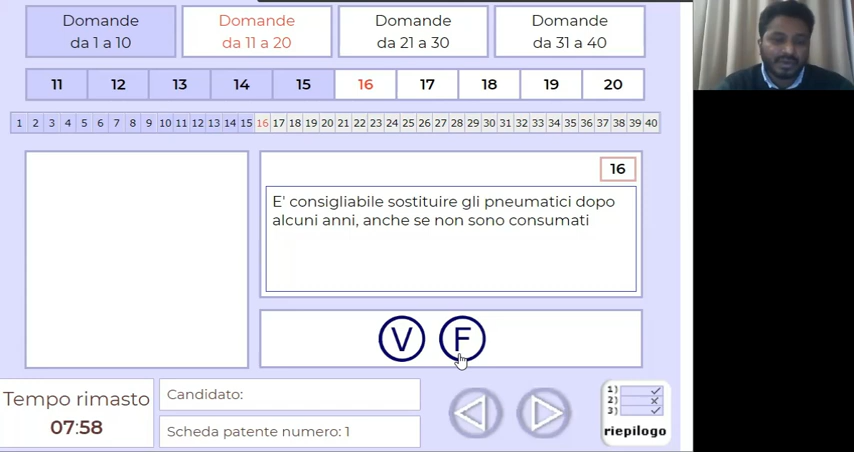 Domande
da 1 a 10
Domande
da 11 a 20
Domande
da 21 a 30
Domande
da 31 a 40
11 12 13 14 15 16 17 18 19 20
1 2 3 4 5 6 7 8 9 10 11 12 13 14 15 16 17 18 19 20 21 22 23 24 25 26 27 28 29 30 31 32 33 34 35 36 37 38 39 40
16
E' consigliabile sostituire gli pneumatici dopo
alcuni anni, anche se non sono consumati
V F
Tempo rimasto
07:58
Candidato:
Scheda patente numero: 1
1)
2)
3)
riepilogo